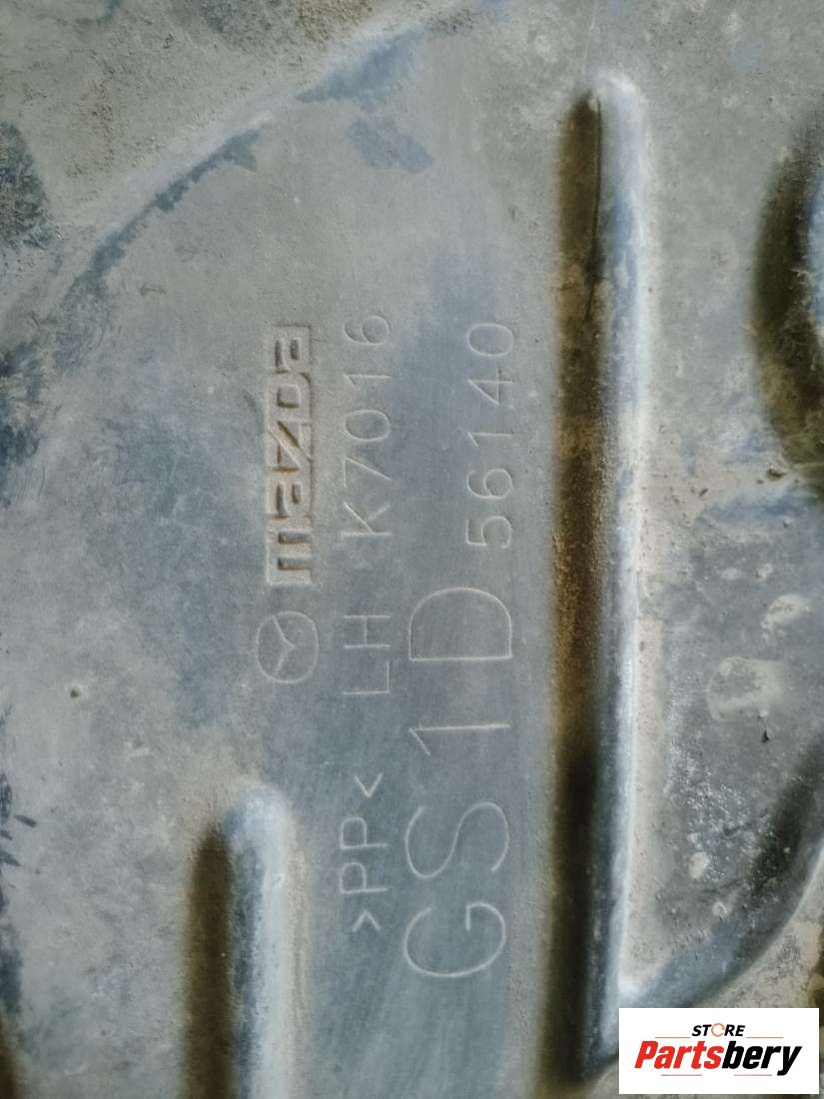 mazda
>PP< LH K7016
GS1D 56140
STORE
Partsbery